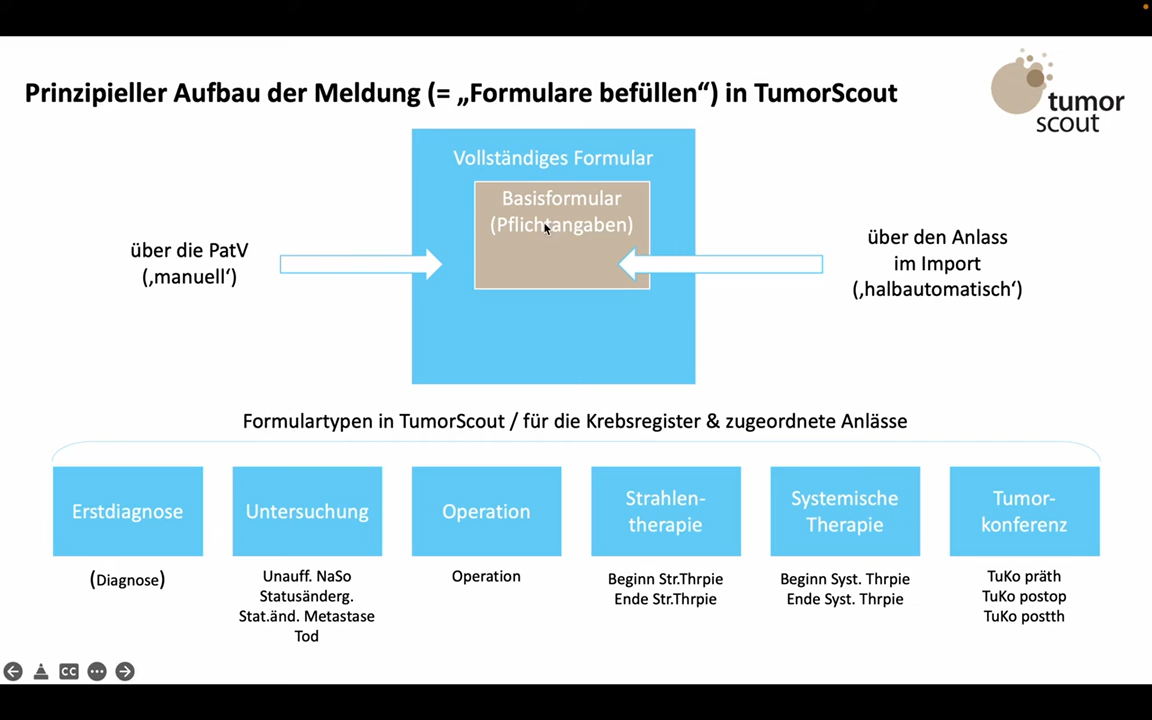 Prinzipieller Aufbau der Meldung (= „Formulare befüllen“) in TumorScout
tumor
scout
Vollständiges Formular
Basisformular
(Pflichtangaben)
über die PatV
(‚manuell‘)
über den Anlass
im Import
(‚halbautomatisch‘)
Formulartypen in TumorScout / für die Krebsregister & zugeordnete Anlässe
Erstdiagnose
Untersuchung
Operation
Strahlen-
therapie
Systemische
Therapie
Tumor-
konferenz
(Diagnose)
Unauff. NaSo
Statusänderg.
Stat.änd. Metastase
Tod
Operation
Beginn Str.Thrpie
Ende Str.Thrpie
Beginn Syst. Thrpie
Ende Syst. Thrpie
TuKo präth
TuKo postop
TuKo postth
CC